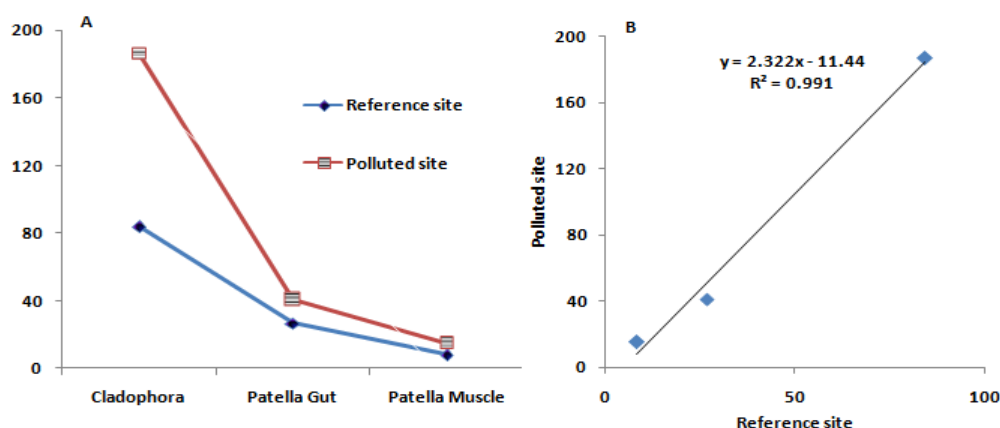 A
200
160
120
80
40
0
Cladophora Patella Gut Patella Muscle
Reference site
Polluted site
B
200
160
120
80
40
0
0 50 100
Polluted site
Reference site
y = 2.322x - 11.44
R² = 0.991